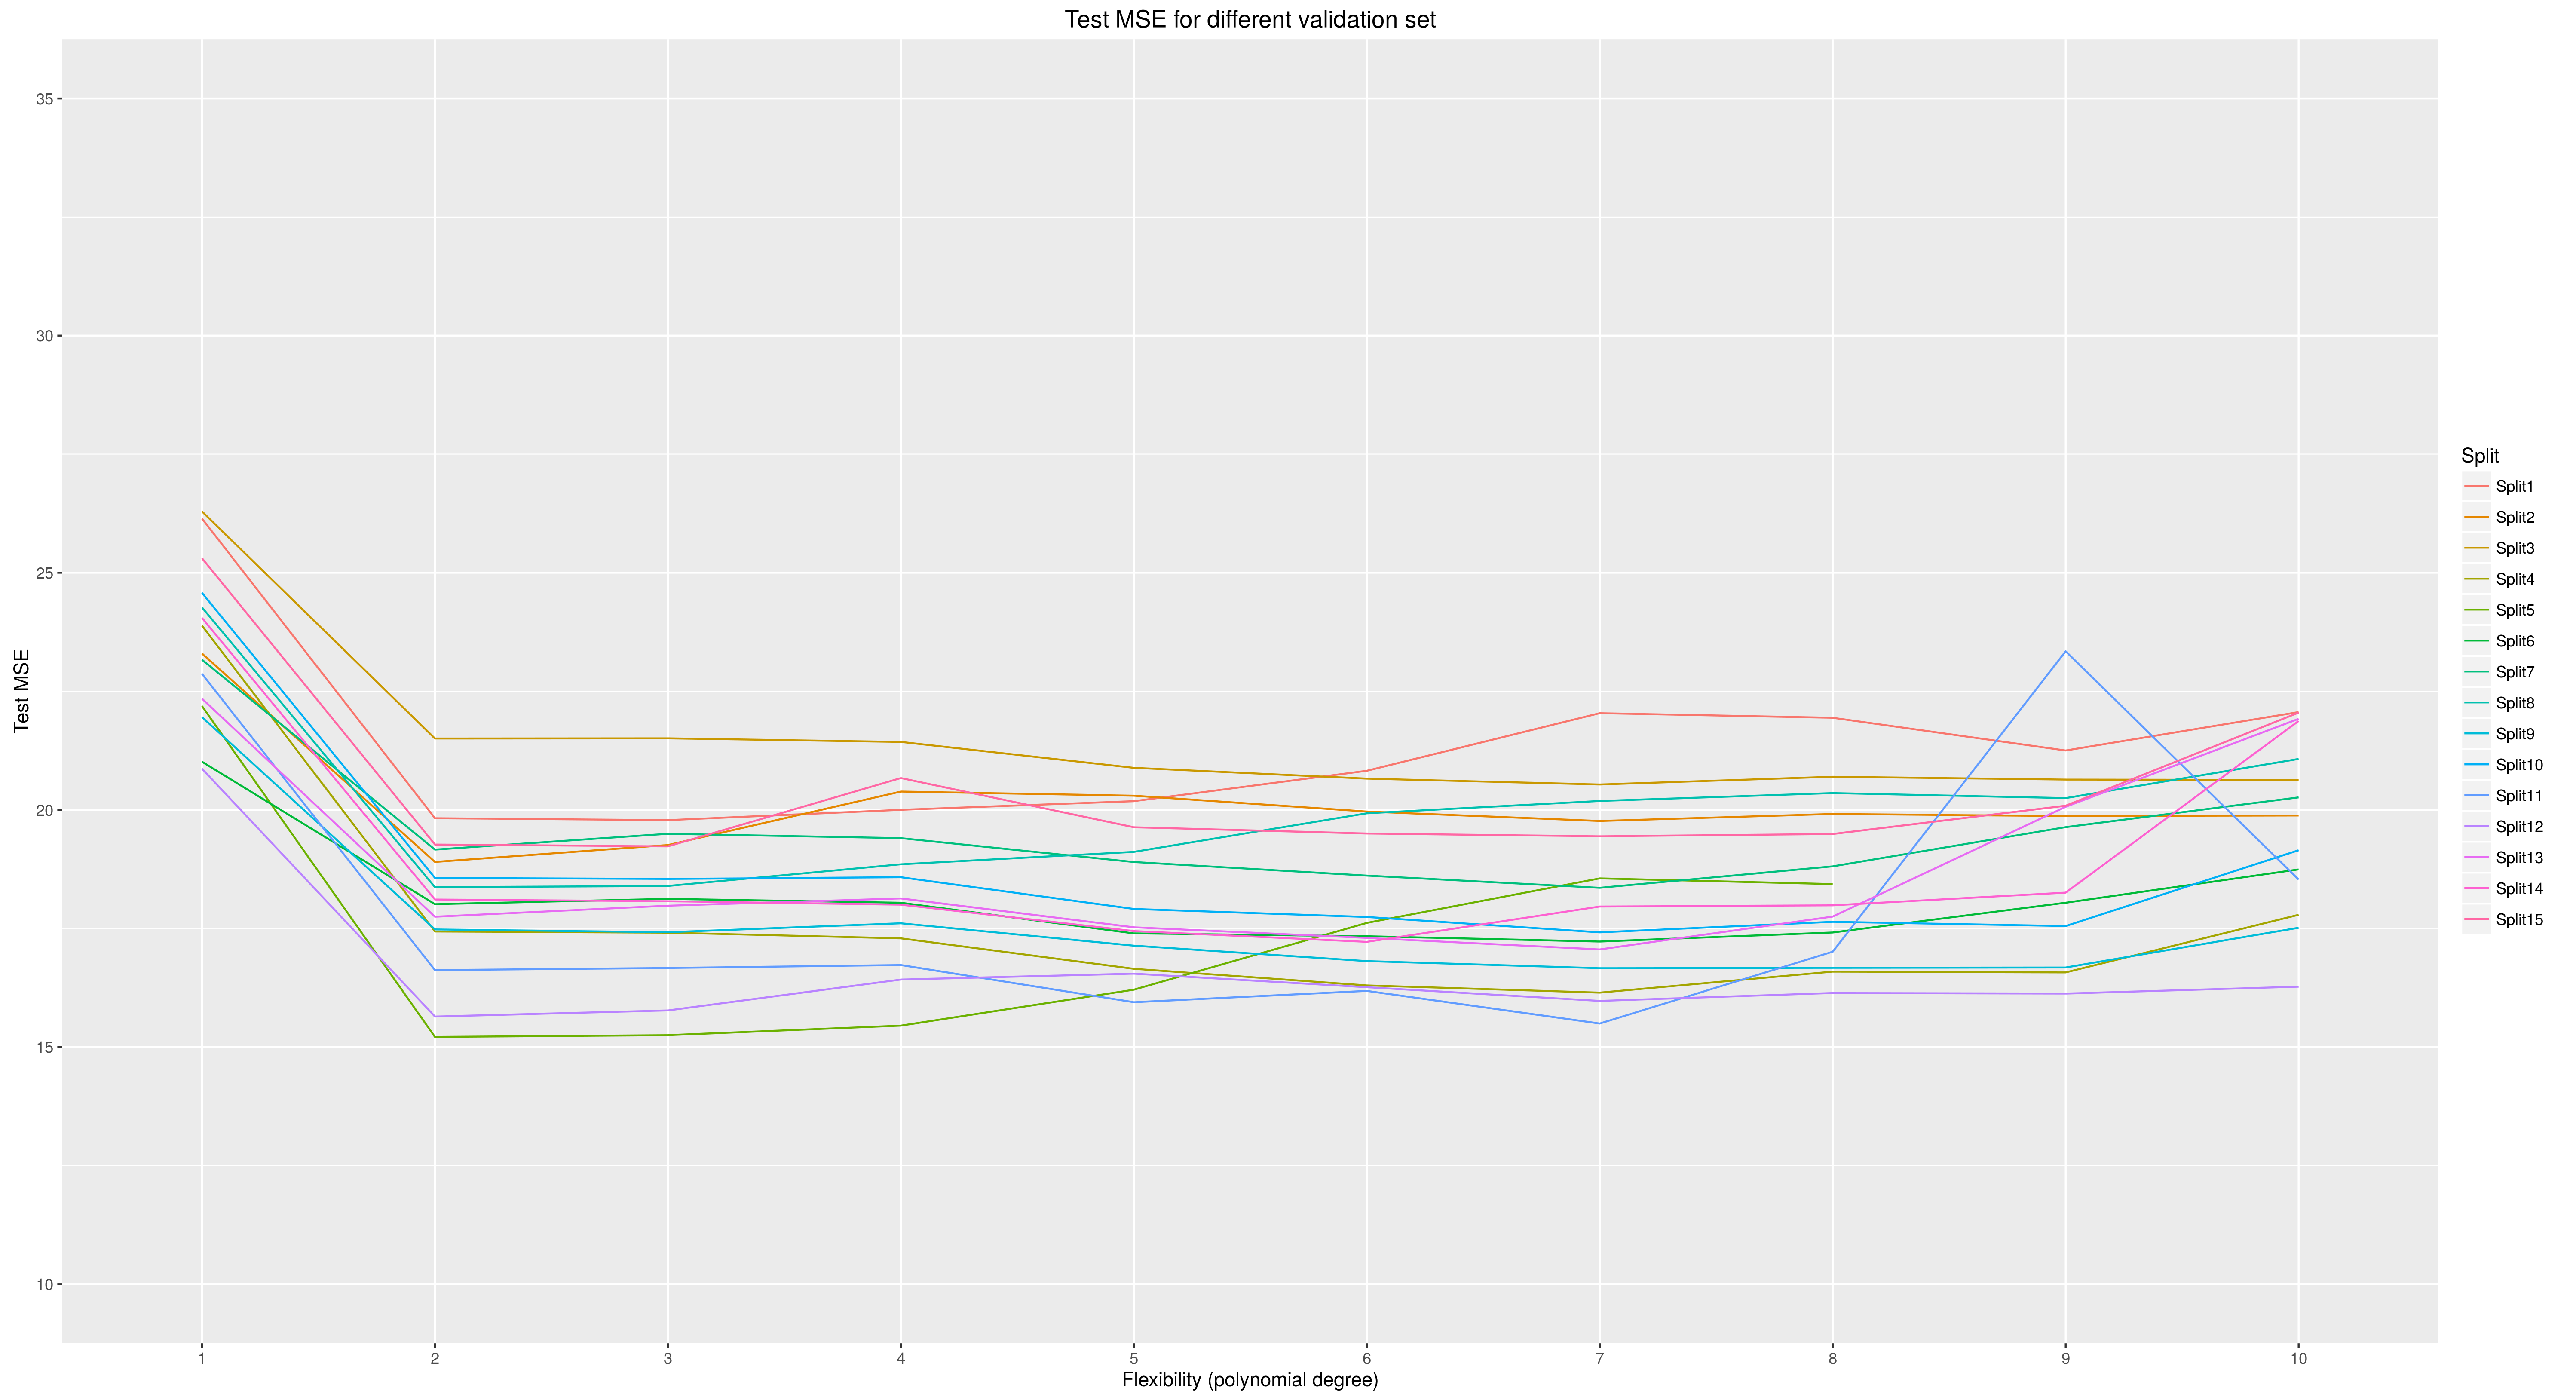 Test MSE for different validation set
35
30
25
20
15
10
Test MSE
1 2 3 4 5 6 7 8 9 10
Flexibility (polynomial degree)
Split
Split1
Split2
Split3
Split4
Split5
Split6
Split7
Split8
Split9
Split10
Split11
Split12
Split13
Split14
Split15